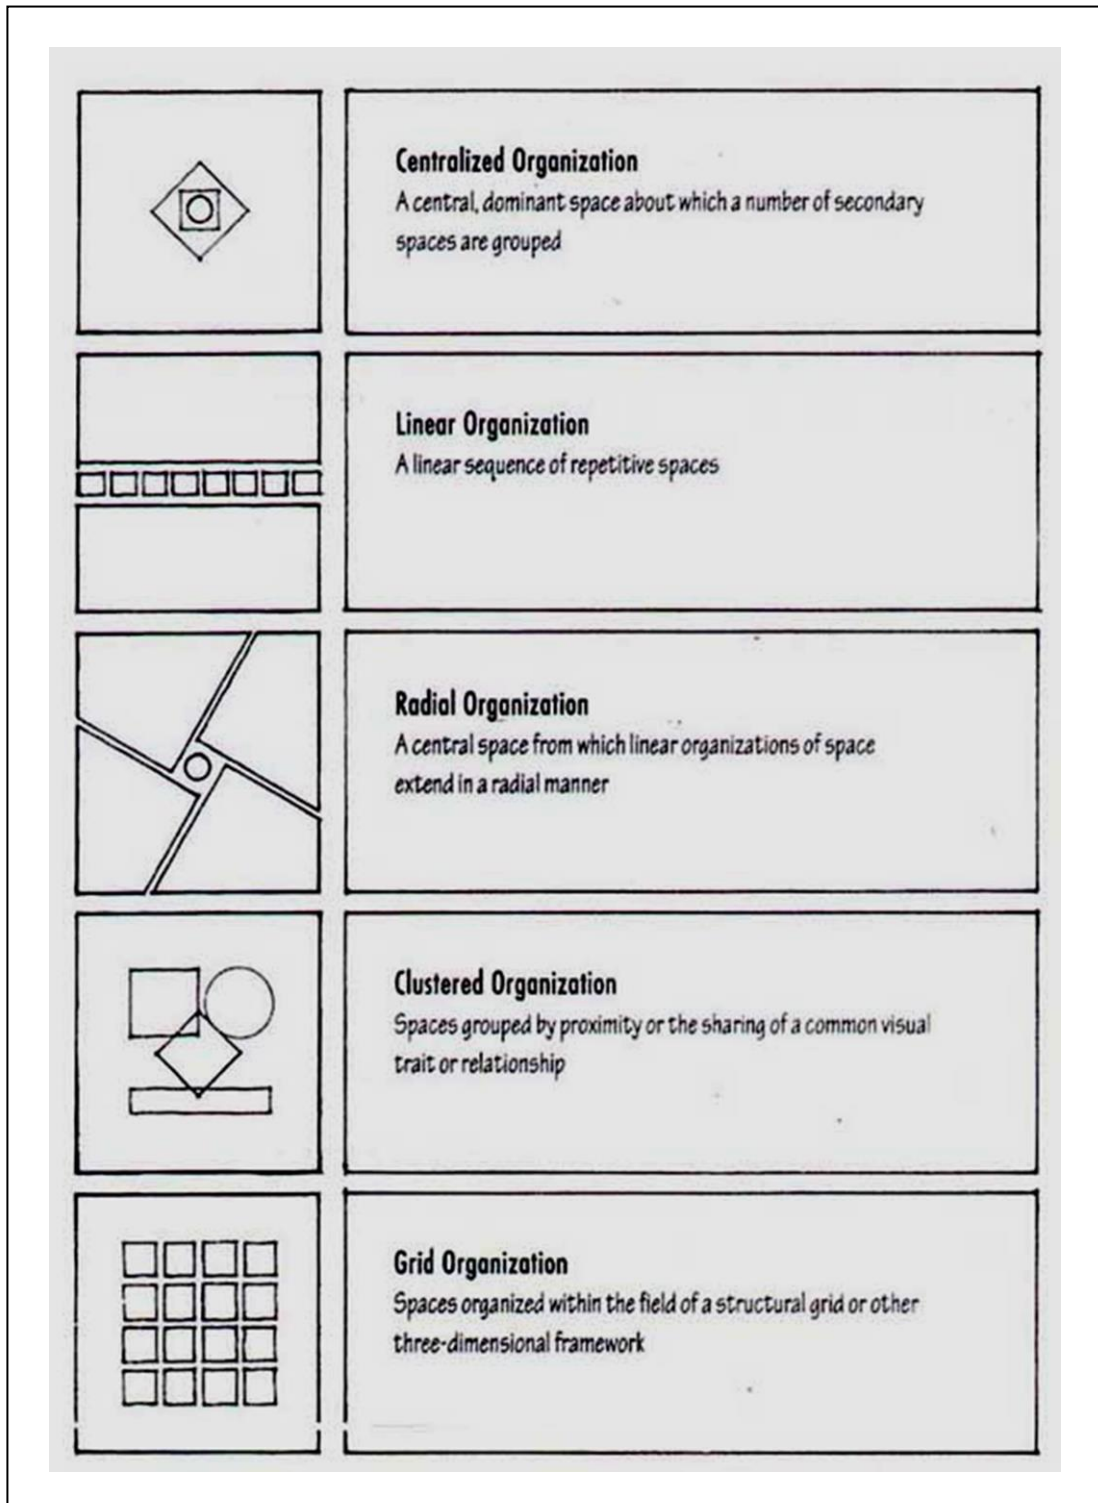 Centralized Organization
A central, dominant space about which a number of secondary
spaces are grouped
Linear Organization
A linear sequence of repetitive spaces
Radial Organization
A central space from which linear organizations of space
extend in a radial manner
Clustered Organization
Spaces grouped by proximity or the sharing of a common visual
trait or relationship
Grid Organization
Spaces organized within the field of a structural grid or other
three-dimensional framework